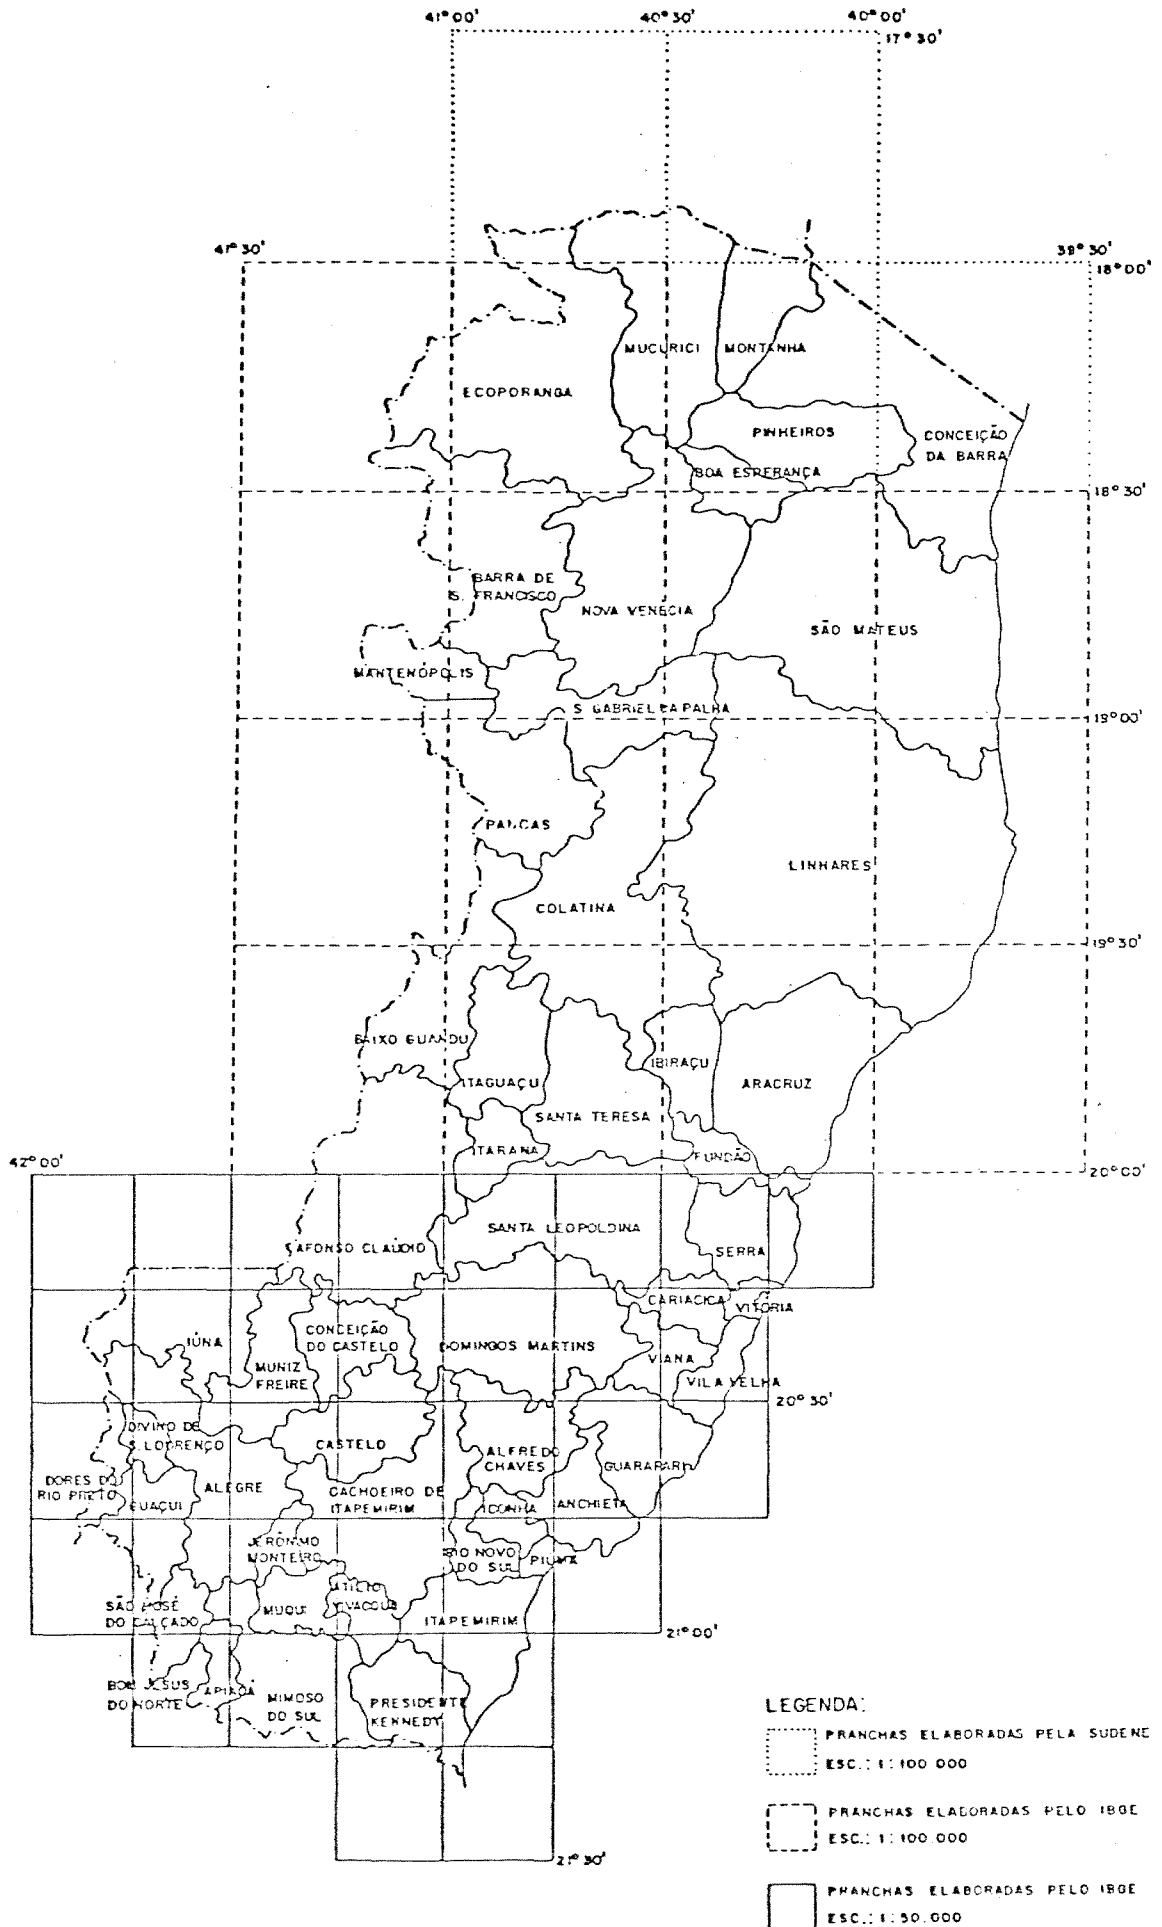 41°00'
40°30'
40°00'
17°30'
41°30'
39°30'
18°00'
MUCURICI
MONTANHA
ECOPORANGA
PINHEIROS
CONCEIÇÃO
DA BARRA
BOA ESPERANÇA
18°30'
BARRA DE
S. FRANCISCO
NOVA VENECIA
SÃO MATEUS
MANTENÓPOLIS
S. GABRIEL DA PALHA
19°00'
PANCAS
LINHARES
COLATINA
19°30'
BAIXO GUANDU
IBIRAÇU
ITAGUAÇU
ARACRUZ
SANTA TERESA
ITARANA
FUNDÃO
42°00'
20°00'
SANTA LEOPOLDINA
AFONSO CLÁUDIO
SERRA
CARIACICA
VITÓRIA
IÚNA
CONCEIÇÃO
DO CASTELO
DOMINGOS MARTINS
VIANA
MUNIZ
FREIRE
VILA VELHA
20°30'
DIVINO DE
S. LOURENÇO
CASTELO
ALFREDO
CHAVES
GUARAPARI
DORES DO
RIO PRETO
ALEGRE
GUAÇUI
CACHOEIRO DE
ITAPEMIRIM
ICONHA
ANCHIETA
JERÔNIMO
MONTEIRO
RIO NOVO
DO SUL
PIUMA
SÃO JOSÉ
DO CALÇADO
MUQUI
ATILIO
VIVACQUA
ITAPEMIRIM
21°00'
BOM JESUS
DO NORTE
APIACÁ
MIMOSO
DO SUL
PRESIDENTE
KENNEDY
21°30'
LEGENDA:
PRANCHAS ELABORADAS PELA SUDENE
ESC.: 1:100 000
PRANCHAS ELABORADAS PELO IBGE
ESC.: 1:100.000
PRANCHAS ELABORADAS PELO IBGE
ESC.: 1:50.000